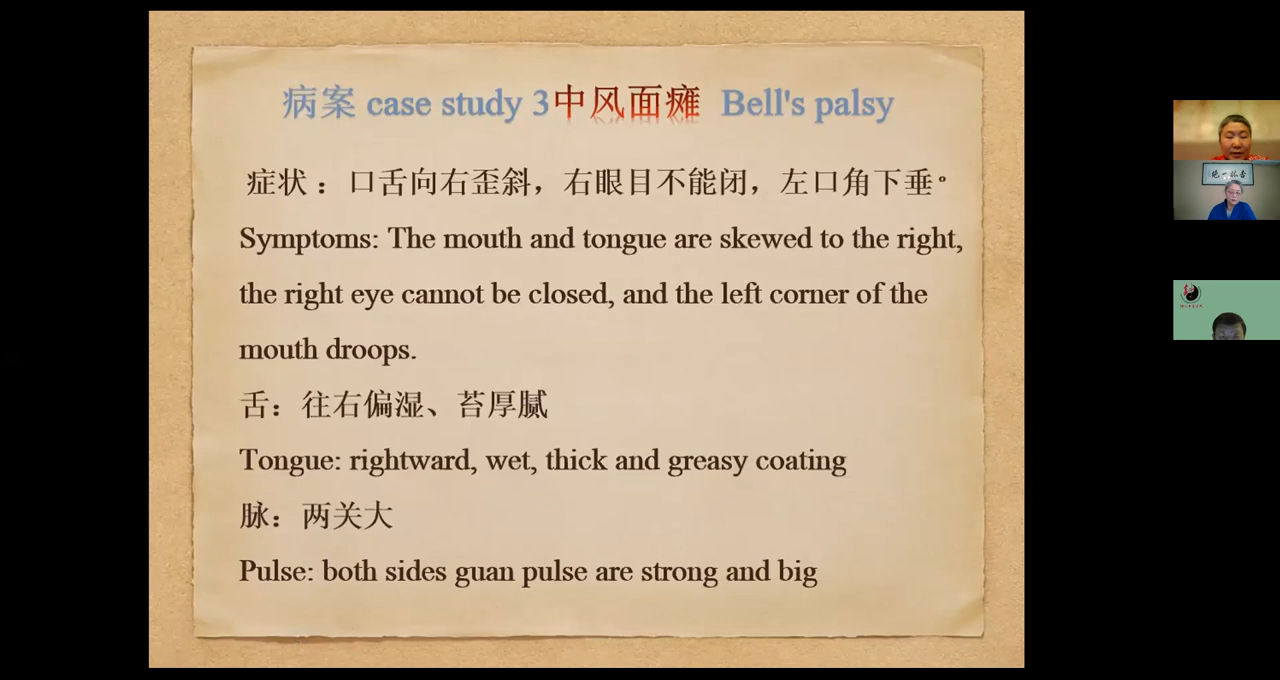 病案 case study 3中风面瘫 Bell's palsy
症状：口舌向右歪斜，右眼目不能闭，左口角下垂。
Symptoms: The mouth and tongue are skewed to the right,
the right eye cannot be closed, and the left corner of the
mouth droops.
舌：往右偏湿、苔厚腻
Tongue: rightward, wet, thick and greasy coating
脉：两关大
Pulse: both sides guan pulse are strong and big